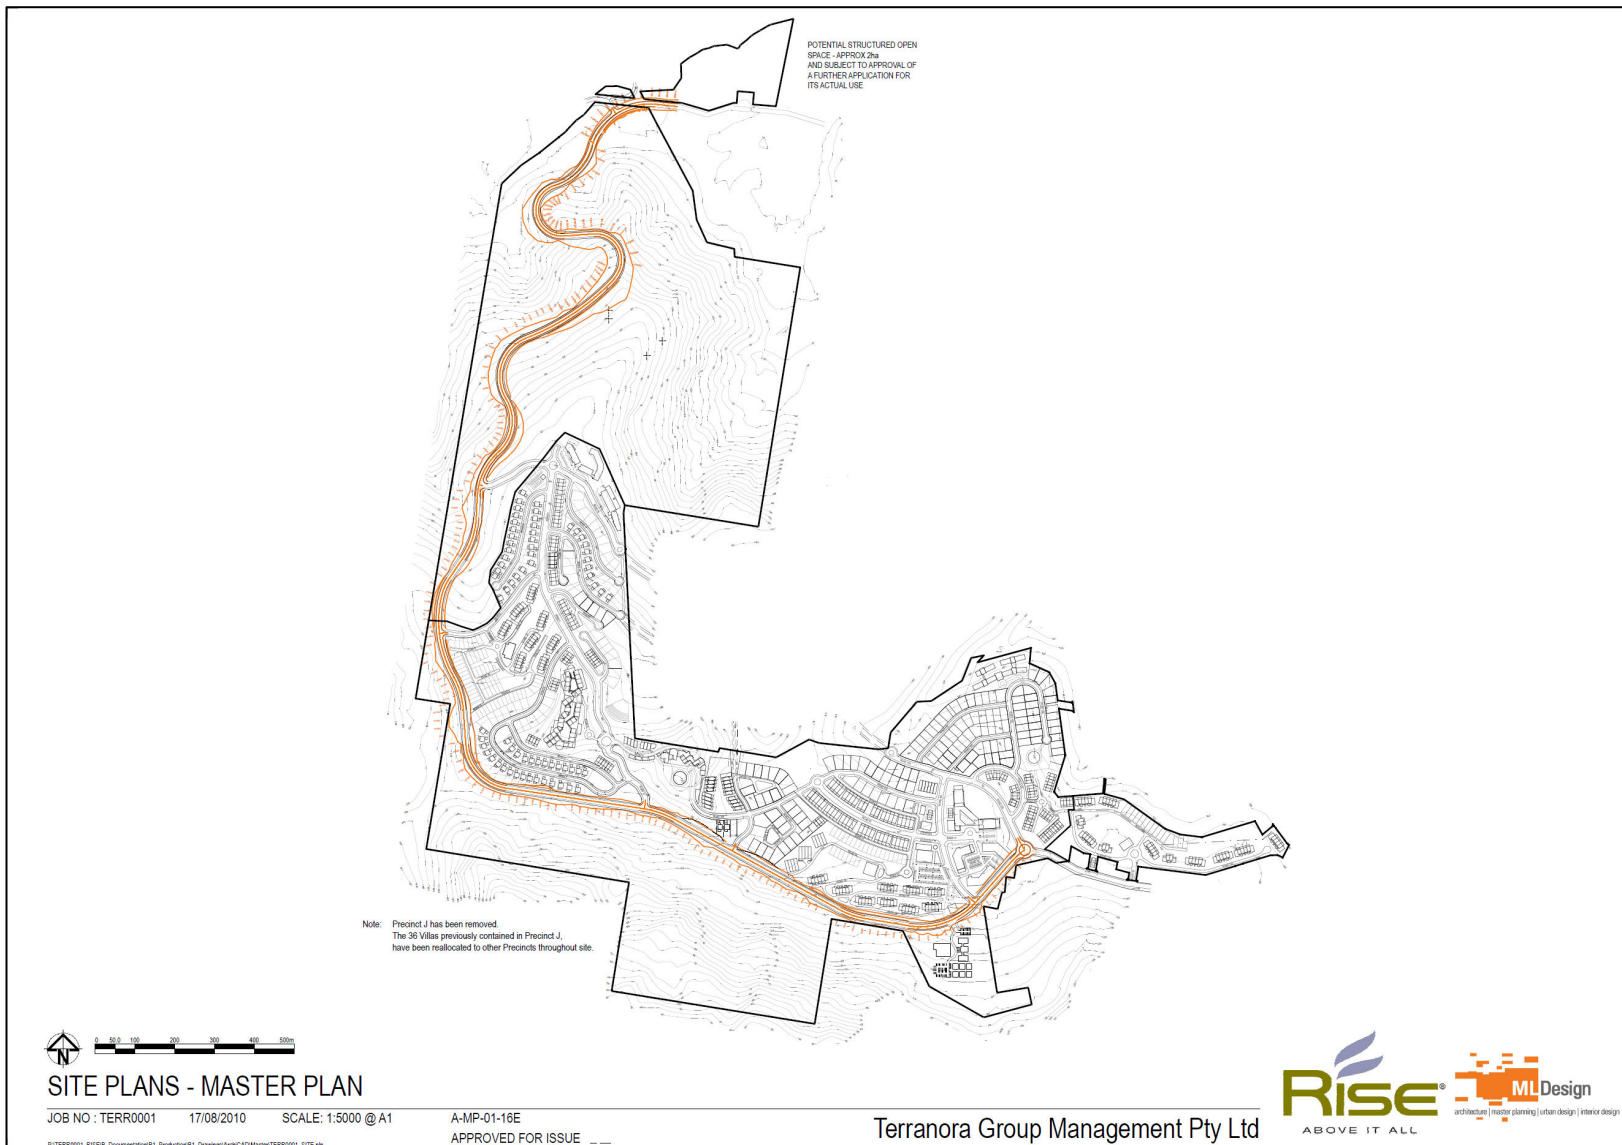 POTENTIAL STRUCTURED OPEN
SPACE - APPROX 2ha
AND SUBJECT TO APPROVAL OF
A FURTHER APPLICATION FOR
ITS ACTUAL USE
Note: Precinct J has been removed.
The 36 Villas previously contained in Precinct J,
have been reallocated to other Precincts throughout site.
N
0 50.0 100 200 300 400 500m
SITE PLANS - MASTER PLAN
JOB NO : TERR0001 17/08/2010 SCALE: 1:5000 @ A1 A-MP-01-16E
APPROVED FOR ISSUE _ __
Terranora Group Management Pty Ltd
RISE®
ABOVE IT ALL
MLDesign
architecture | master planning | urban design | interior design